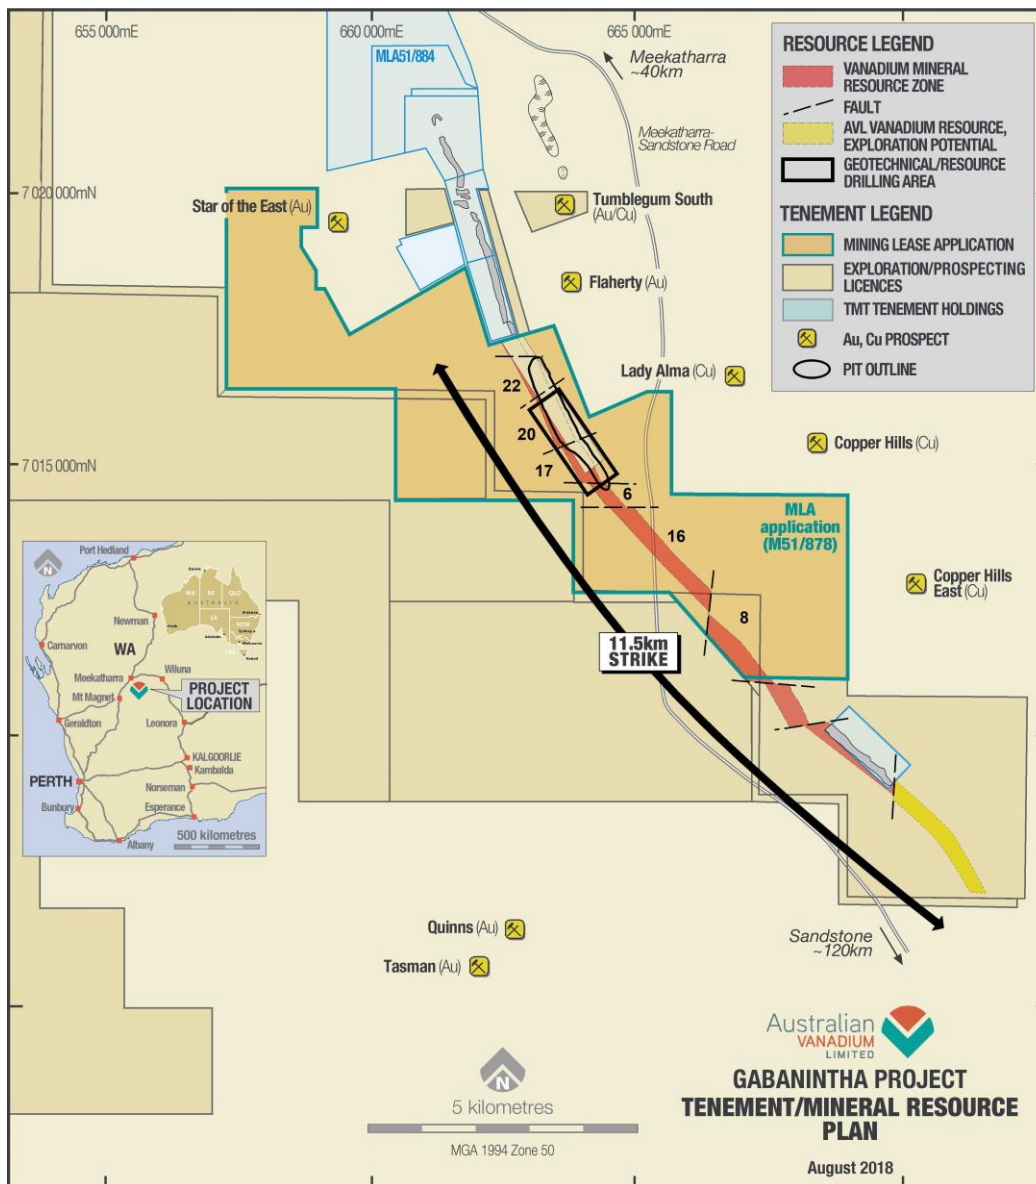 655 000mE
660 000mE
665 000mE
7 020 000mN
7 015 000mN
MLA51/884
Meekatharra
~40km
Meekatharra-
Sandstone Road
Star of the East (Au)
Tumblegum South
(Au/Cu)
Flaherty (Au)
Lady Alma (Cu)
Copper Hills (Cu)
Copper Hills
East (Cu)
22
20
17
6
16
8
MLA
application
(M51/878)
11.5km
STRIKE
Quinns (Au)
Tasman (Au)
Sandstone
~120km
RESOURCE LEGEND
VANADIUM MINERAL
RESOURCE ZONE
FAULT
AVL VANADIUM RESOURCE,
EXPLORATION POTENTIAL
GEOTECHNICAL/RESOURCE
DRILLING AREA
TENEMENT LEGEND
MINING LEASE APPLICATION
EXPLORATION/PROSPECTING
LICENCES
TMT TENEMENT HOLDINGS
Au, Cu PROSPECT
PIT OUTLINE
N
Port Hedland
Newman
Carnarvon
WA
Meekatharra
Wiluna
Mt Magnet
PROJECT
LOCATION
Geraldton
Leonora
KALGOORLIE
Kambalda
PERTH
Norseman
Bunbury
Esperance
Albany
500 kilometres
WA
NT
QLD
AUSTRALIA
SA
NSW
N
5 kilometres
MGA 1994 Zone 50
Australian
VANADIUM
LIMITED
GABANINTHA PROJECT
TENEMENT/MINERAL RESOURCE
PLAN
August 2018